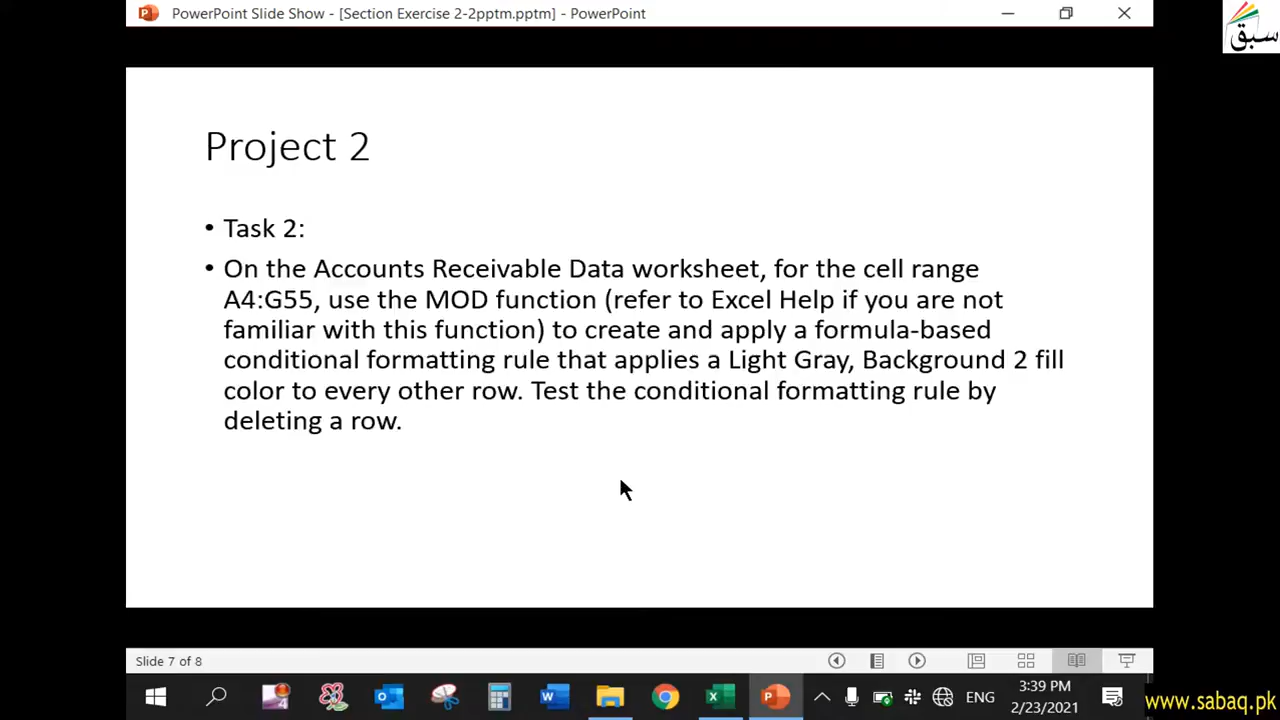 PowerPoint Slide Show - [Section Exercise 2-2pptm.pptm] - PowerPoint
سبق
Project 2
• Task 2:
• On the Accounts Receivable Data worksheet, for the cell range
A4:G55, use the MOD function (refer to Excel Help if you are not
familiar with this function) to create and apply a formula-based
conditional formatting rule that applies a Light Gray, Background 2 fill
color to every other row. Test the conditional formatting rule by
deleting a row.
Slide 7 of 8
ENG
3:39 PM
2/23/2021
www.sabaq.pk